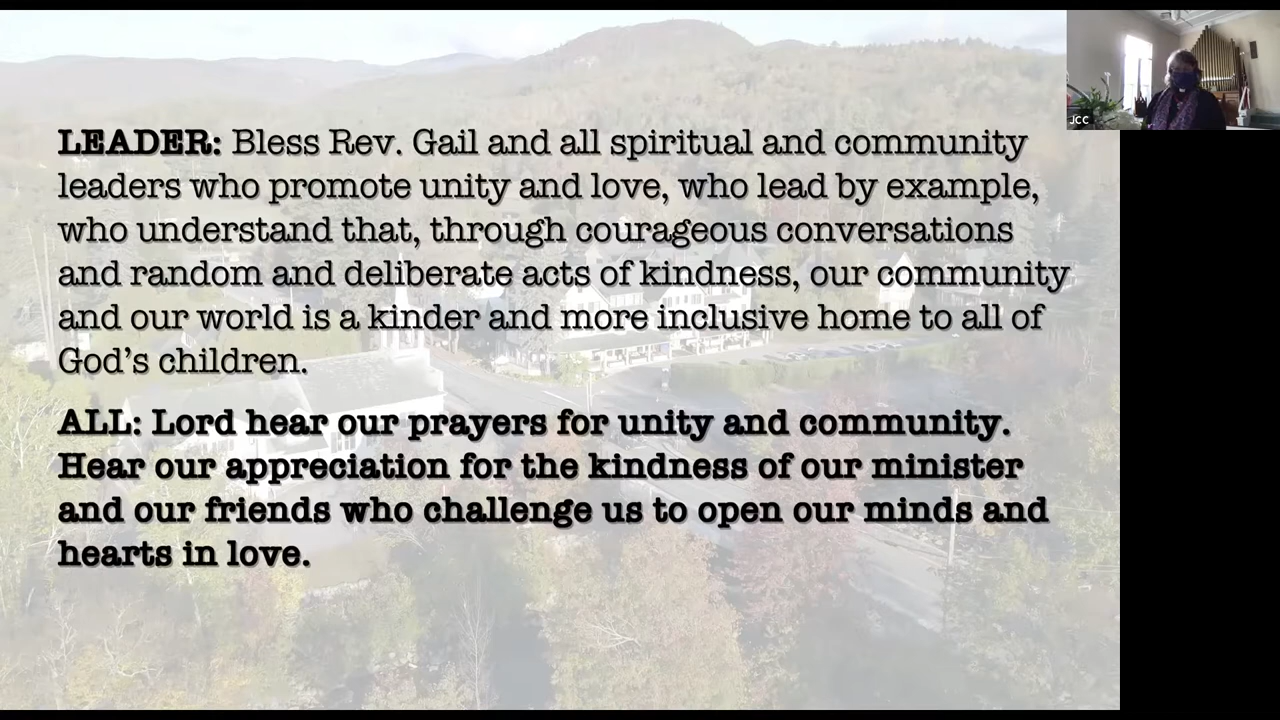 LEADER: Bless Rev. Gail and all spiritual and community
leaders who promote unity and love, who lead by example,
who understand that, through courageous conversations
and random and deliberate acts of kindness, our community
and our world is a kinder and more inclusive home to all of
God’s children.
ALL: Lord hear our prayers for unity and community.
Hear our appreciation for the kindness of our minister
and our friends who challenge us to open our minds and
hearts in love.
JCC